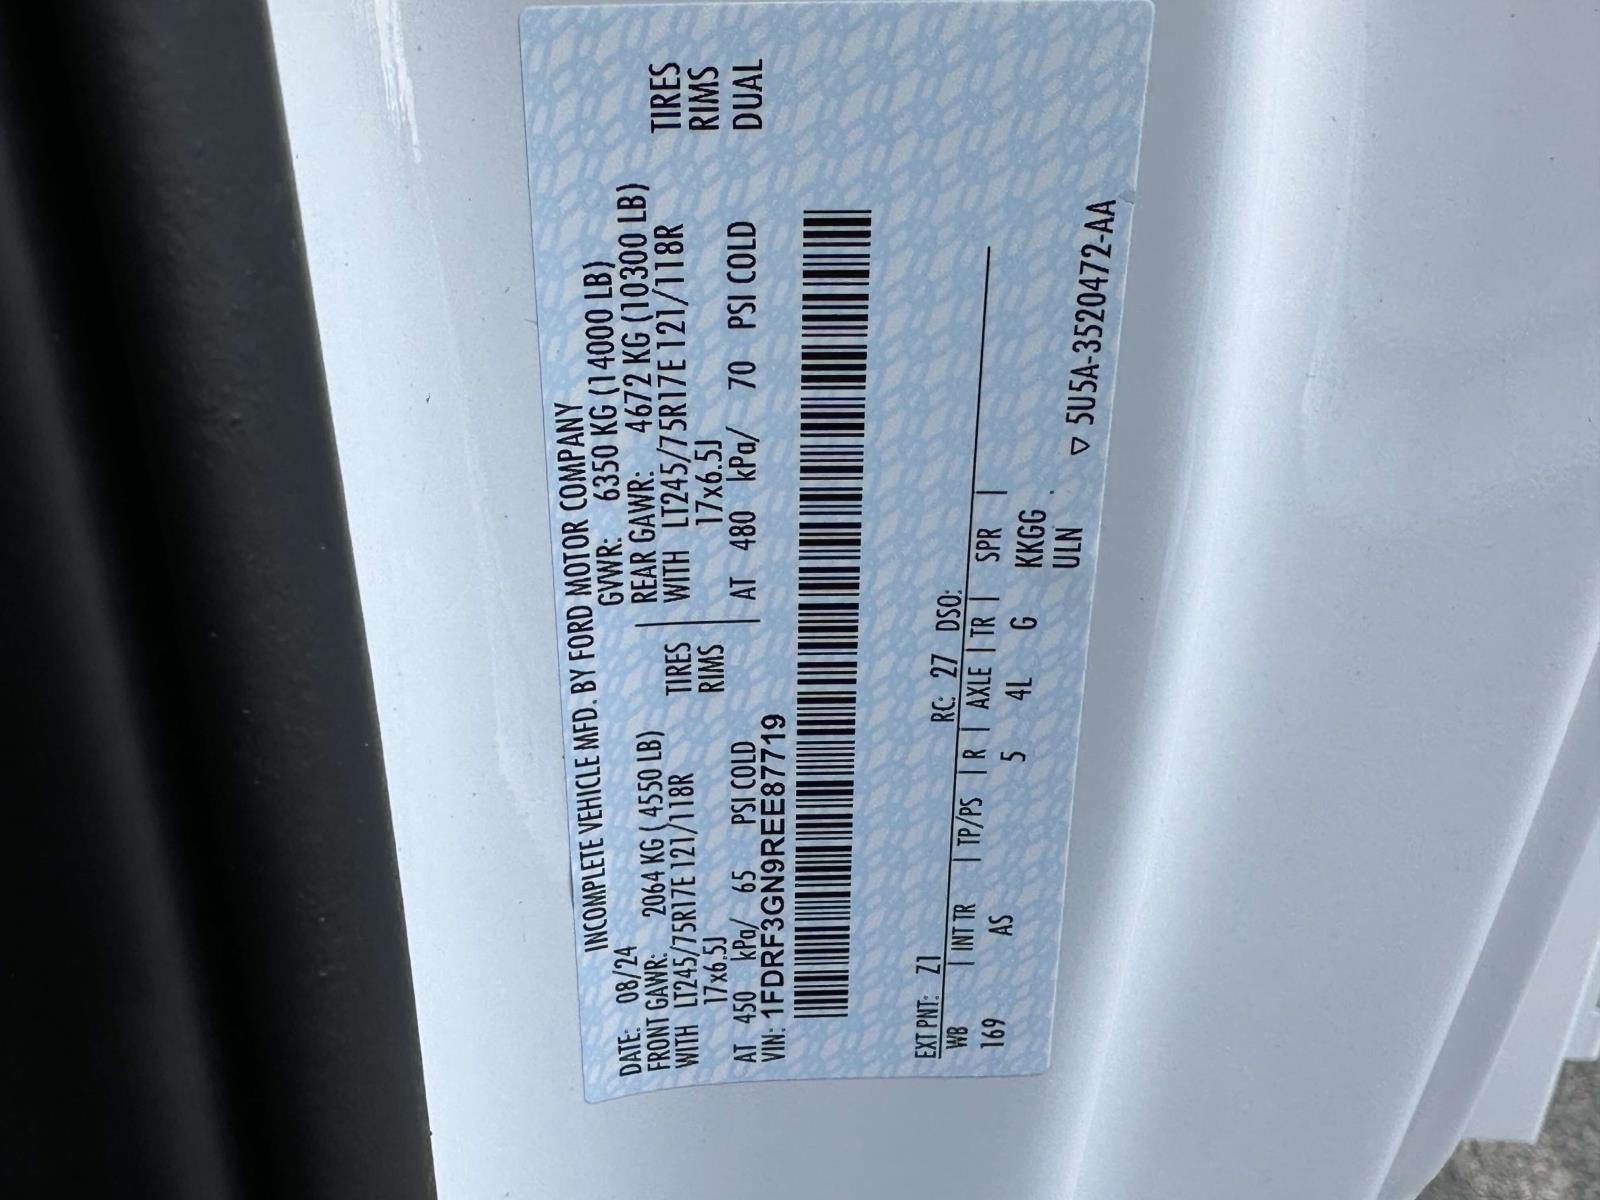 INCOMPLETE VEHICLE MFD. BY FORD MOTOR COMPANY
DATE: 08/24 GVWR: 6350 KG (14000 LB)
FRONT GAWR: 2064 KG ( 4550 LB) REAR GAWR: 4672 KG (10300 LB)
WITH LT245/75R17E 121/118R TIRES WITH LT245/75R17E 121/118R TIRES
17x6.5J RIMS 17x6.5J RIMS
AT 450 kPa/ 65 PSI COLD AT 480 kPa/ 70 PSI COLD DUAL
VIN: 1FDRF3GN9REE87719
EXT PNT: Z1 RC: 27 DSO:
WB | INT TR | TP/PS | R | AXLE | TR | SPR |
169 AS 5 4L G KKGG
ULN .
▽ 5U5A-3520472-AA